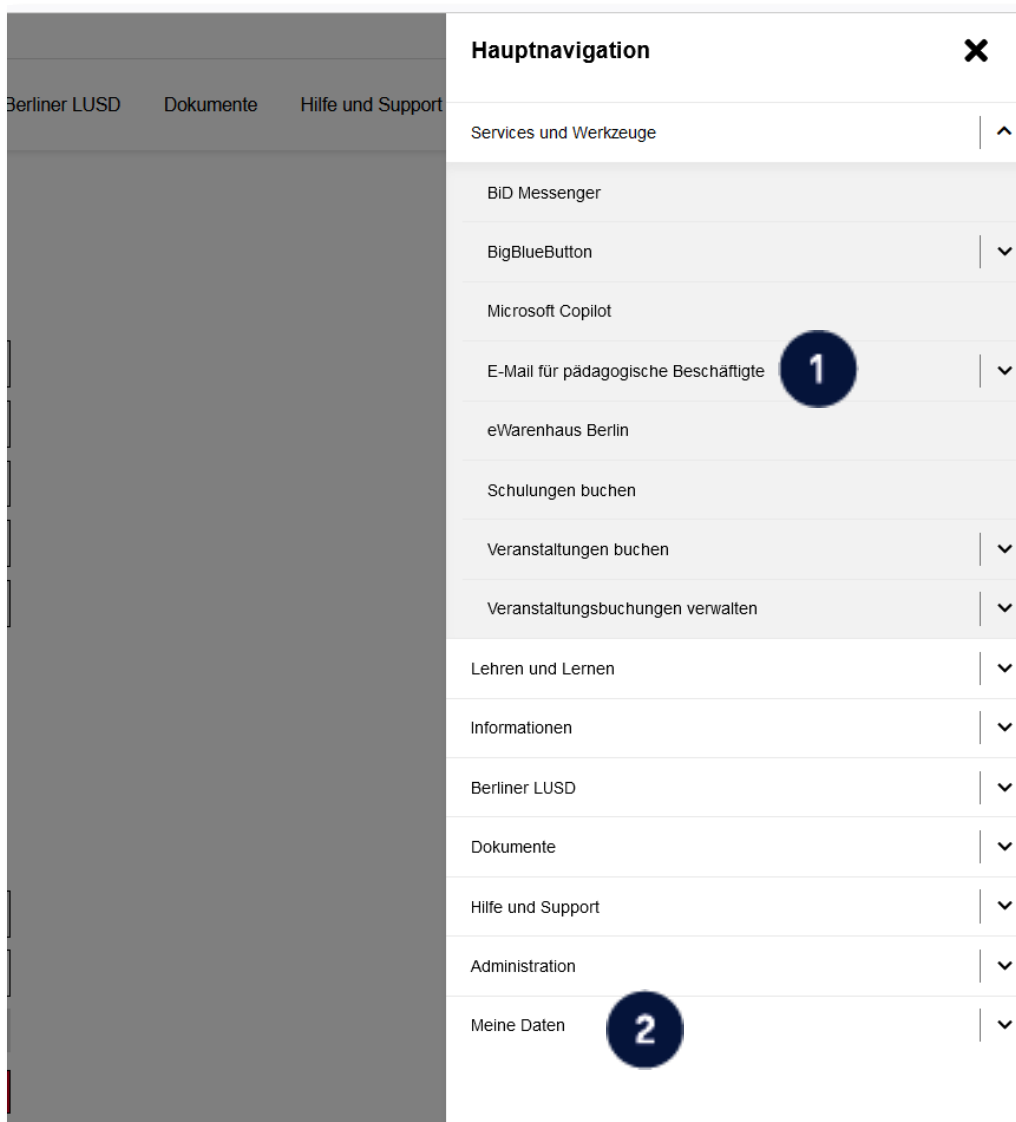 Hauptnavigation
Berliner LUSD Dokumente Hilfe und Support
Services und Werkzeuge
BiD Messenger
BigBlueButton
Microsoft Copilot
E-Mail für pädagogische Beschäftigte 1
eWarenhaus Berlin
Schulungen buchen
Veranstaltungen buchen
Veranstaltungsbuchungen verwalten
Lehren und Lernen
Informationen
Berliner LUSD
Dokumente
Hilfe und Support
Administration
Meine Daten 2